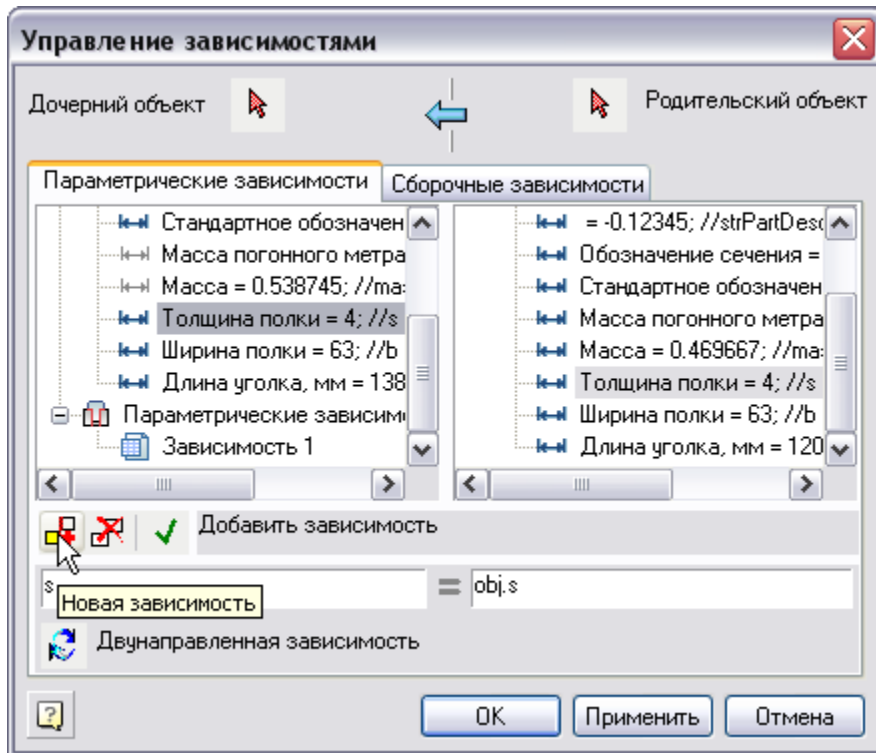 Управление зависимостями
Дочерний объект
Родительский объект
Параметрические зависимости
Сборочные зависимости
Стандартное обозначен
Масса погонного метра
Масса = 0.538745; //ma
Толщина полки = 4; //s
Ширина полки = 63; //b
Длина уголка, мм = 138
Параметрические зависим
Зависимость 1
= -0.12345; //strPartDesc
Обозначение сечения =
Стандартное обозначен
Масса погонного метра
Масса = 0.469667; //ma
Толщина полки = 4; //s
Ширина полки = 63; //b
Длина уголка, мм = 120
Добавить зависимость
s
= obj.s
Новая зависимость
Двунаправленная зависимость
?
OK
Применить
Отмена